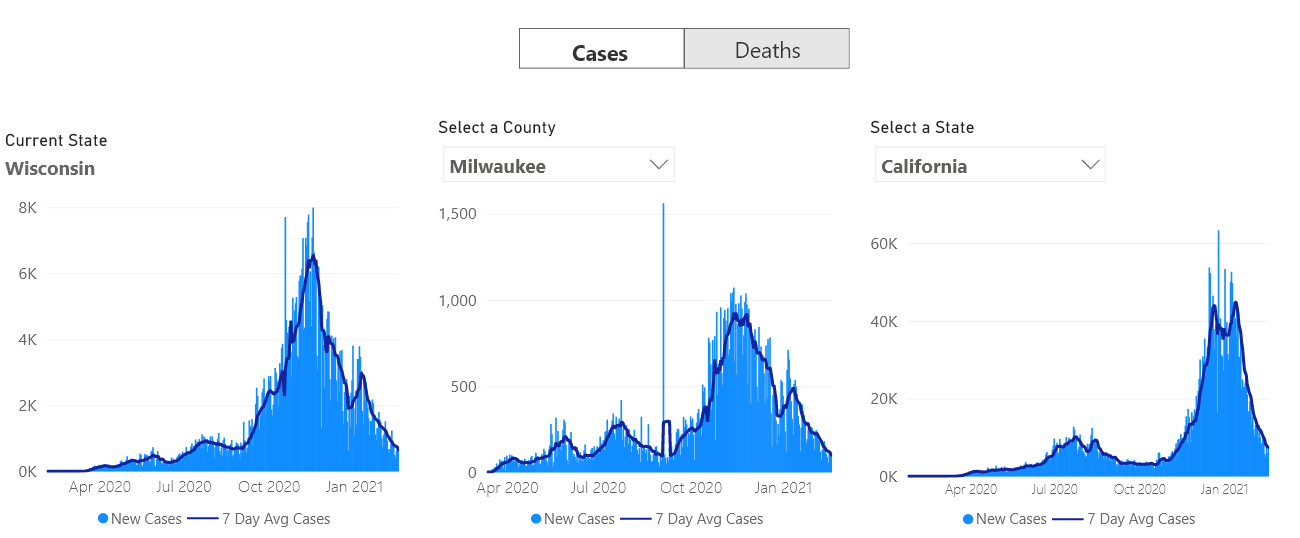 Cases Deaths
Current State
Wisconsin
8K
6K
4K
2K
0K
Apr 2020 Jul 2020 Oct 2020 Jan 2021
New Cases 7 Day Avg Cases
Select a County
Milwaukee
1,500
1,000
500
0
Apr 2020 Jul 2020 Oct 2020 Jan 2021
New Cases 7 Day Avg Cases
Select a State
California
60K
40K
20K
0K
Apr 2020 Jul 2020 Oct 2020 Jan 2021
New Cases 7 Day Avg Cases